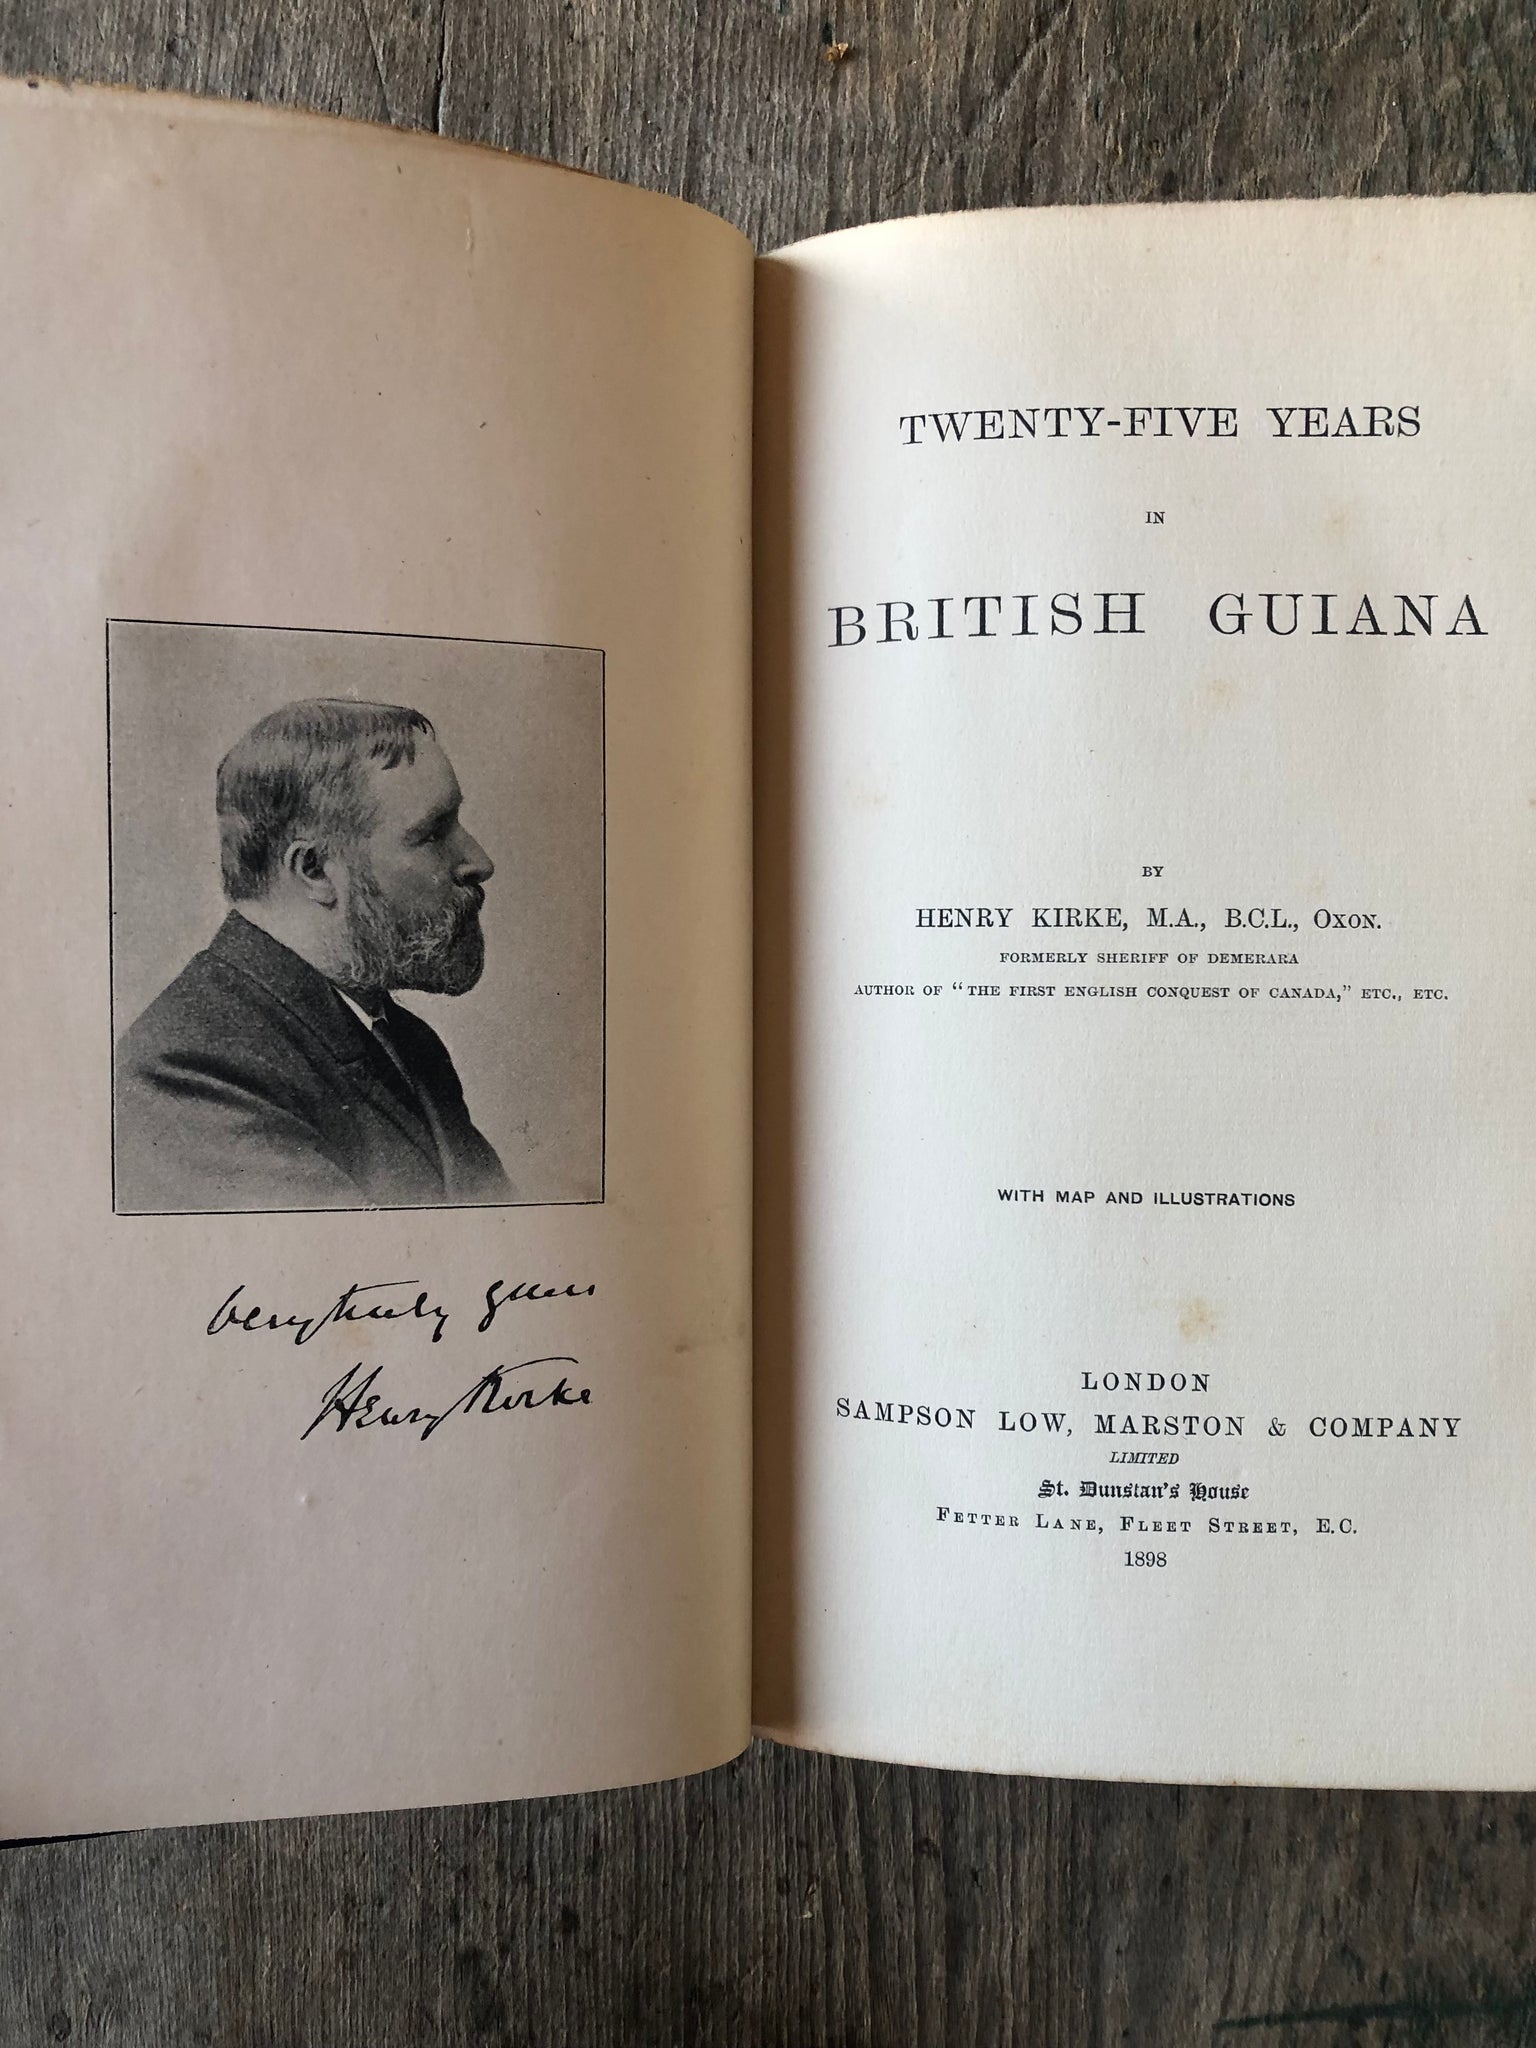 Very truly yours
Henry Kirke
TWENTY-FIVE YEARS
IN
BRITISH GUIANA
BY
HENRY KIRKE, M.A., B.C.L., OXON.
FORMERLY SHERIFF OF DEMERARA
AUTHOR OF "THE FIRST ENGLISH CONQUEST OF CANADA," ETC., ETC.
WITH MAP AND ILLUSTRATIONS
LONDON
SAMPSON LOW, MARSTON & COMPANY
LIMITED
St. Dunstan's House
FETTER LANE, FLEET STREET, E.C.
1898